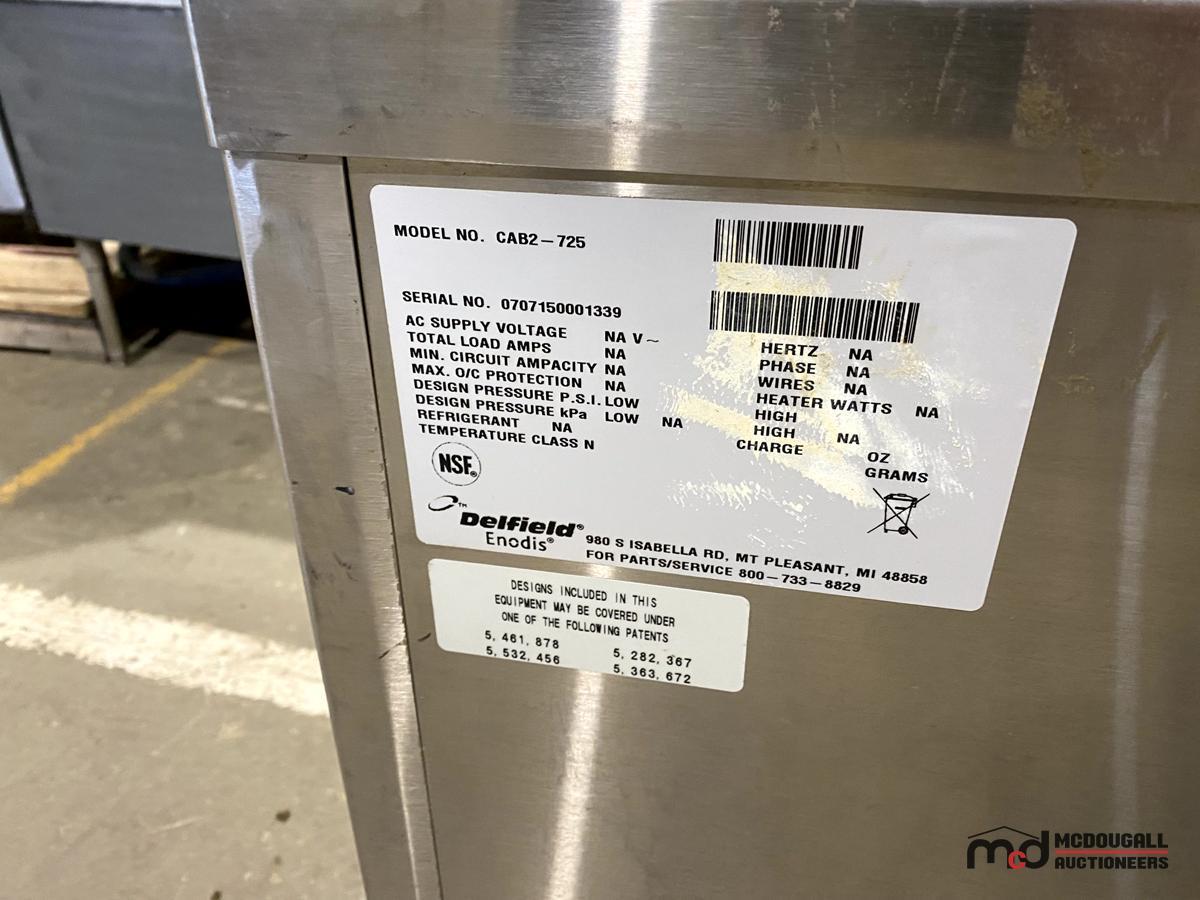 MODEL NO. CAB2-725
SERIAL NO. 0707150001339
AC SUPPLY VOLTAGE NA V~
TOTAL LOAD AMPS NA HERTZ NA
MIN. CIRCUIT AMPACITY NA PHASE NA
MAX. O/C PROTECTION NA WIRES NA
DESIGN PRESSURE P.S.I. LOW HEATER WATTS NA
DESIGN PRESSURE kPa LOW NA HIGH
REFRIGERANT NA HIGH NA
TEMPERATURE CLASS N CHARGE OZ
GRAMS
NSF®
™ Delfield®
Enodis®
980 S ISABELLA RD, MT PLEASANT, MI 48858
FOR PARTS/SERVICE 800-733-8829
DESIGNS INCLUDED IN THIS
EQUIPMENT MAY BE COVERED UNDER
ONE OF THE FOLLOWING PATENTS
5,461,878 5,282,367
5,532,456 5,363,672
mcd MCDOUGALL
AUCTIONEERS